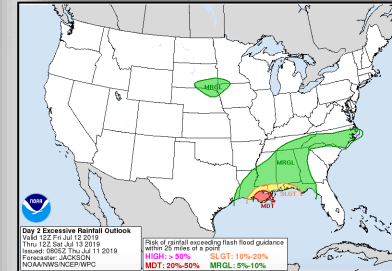 MRGL
MRGL
SLGT
MDT
NOAA
Day 2 Excessive Rainfall Outlook
Valid 12Z Fri Jul 12 2019
Thru 12Z Sat Jul 13 2019
Issued: 0805Z Thu Jul 11 2019
Forecaster: JACKSON
NOAA/NWS/NCEP/WPC
Risk of rainfall exceeding flash flood guidance
within 25 miles of a point
HIGH: > 50% SLGT: 10%-20%
MDT: 20%-50% MRGL: 5%-10%